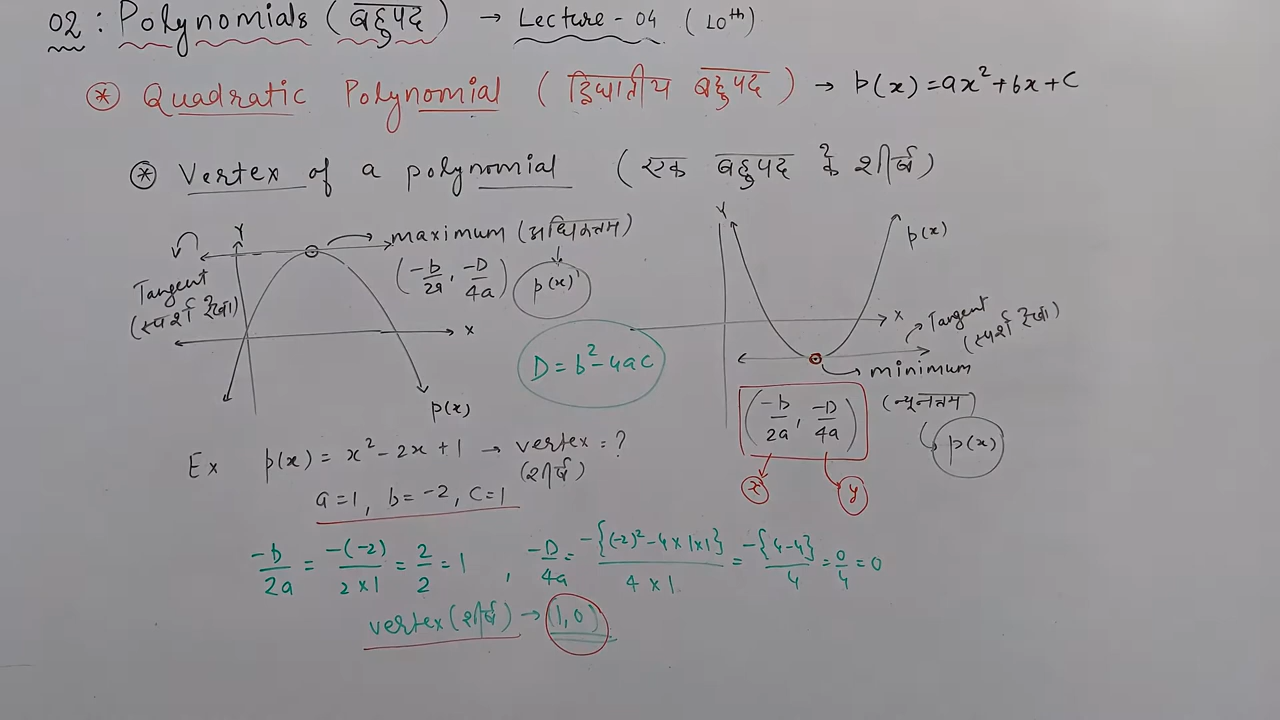 02 : Polynomials (बहुपद) → Lecture - 04 (10th)
* Quadratic Polynomial (द्विघातीय बहुपद) → p(x) = ax² + bx + c
* Vertex of a polynomial (एक बहुपद के शीर्ष)
Y
maximum (अधिकतम)
(-b/2a, -D/4a)
p(x)
Tangent
(स्पर्श रेखा)
x
p(x)
D = b² - 4ac
Y
p(x)
x
Tangent
(स्पर्श रेखा)
minimum
(न्यूनतम)
p(x)
(-b/2a, -D/4a)
x y
Ex p(x) = x² - 2x + 1 → vertex = ?
(शीर्ष)
a = 1, b = -2, c = 1
-b/2a = -(-2)/2×1 = 2/2 = 1 , -D/4a = -{(-2)² - 4×1×1}/4×1 = -{4-4}/4 = 0/4 = 0
vertex (शीर्ष) → (1,0)